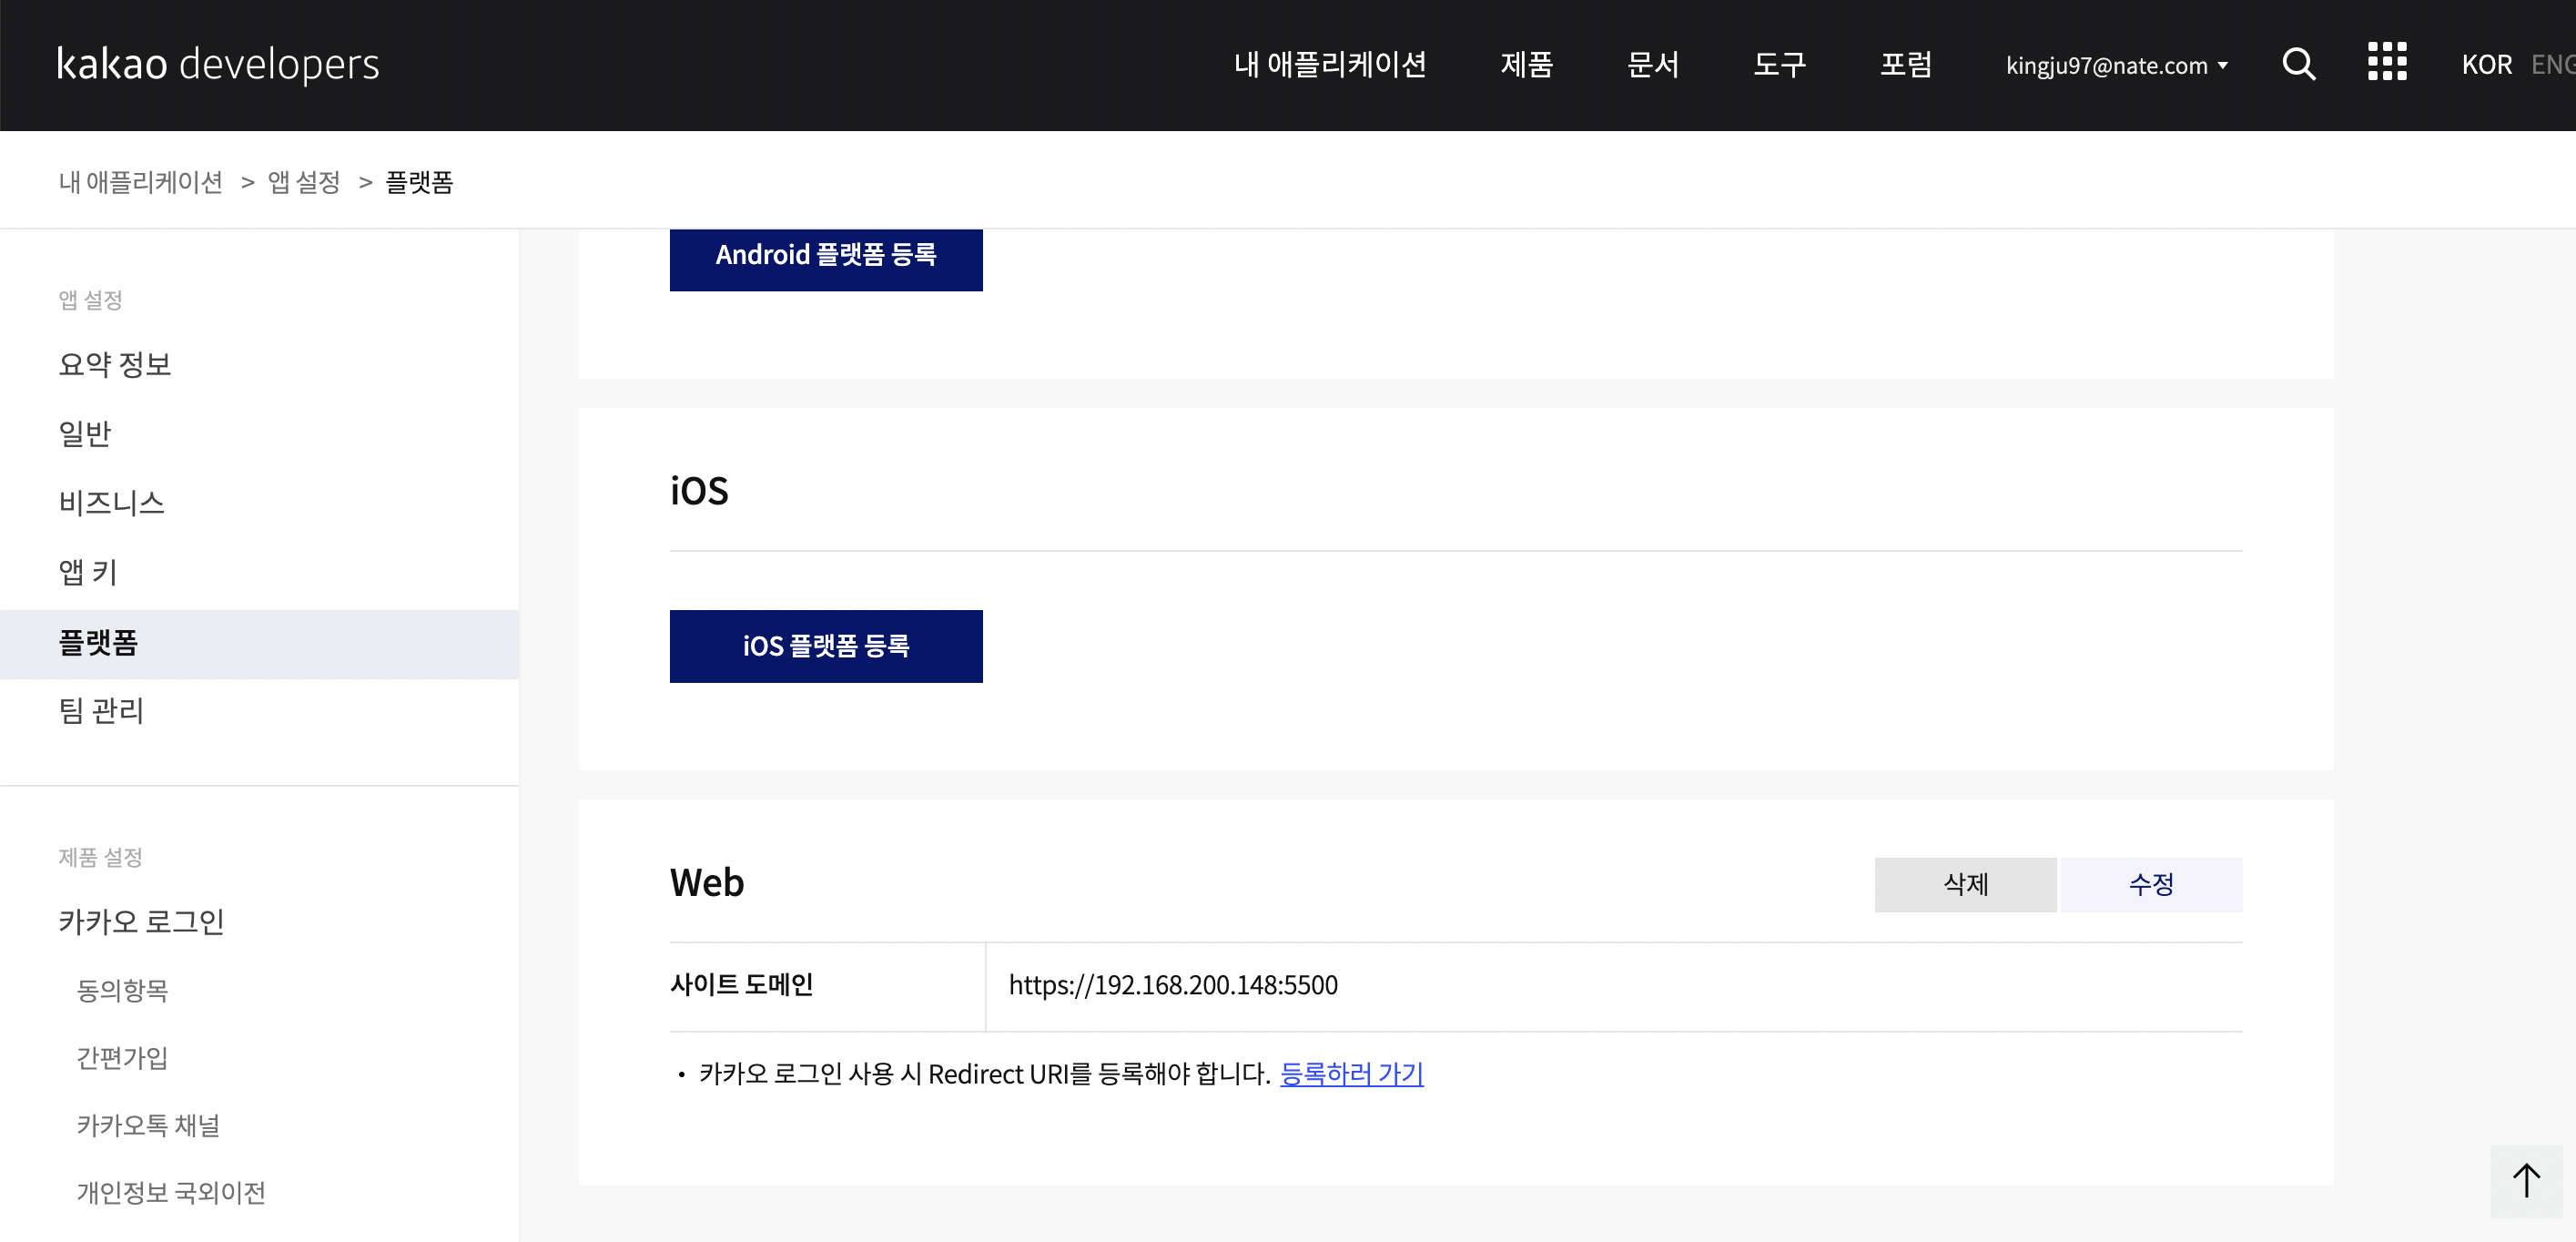 kakao developers
내 애플리케이션 제품 문서 도구 포럼 kingju97@nate.com KOR ENG
내 애플리케이션 > 앱 설정 > 플랫폼
앱 설정
요약 정보
일반
비즈니스
앱 키
플랫폼
팀 관리
제품 설정
카카오 로그인
동의항목
간편가입
카카오톡 채널
개인정보 국외이전
Android 플랫폼 등록
iOS
iOS 플랫폼 등록
Web 삭제 수정
사이트 도메인 https://192.168.200.148:5500
• 카카오 로그인 사용 시 Redirect URI를 등록해야 합니다. 등록하러 가기